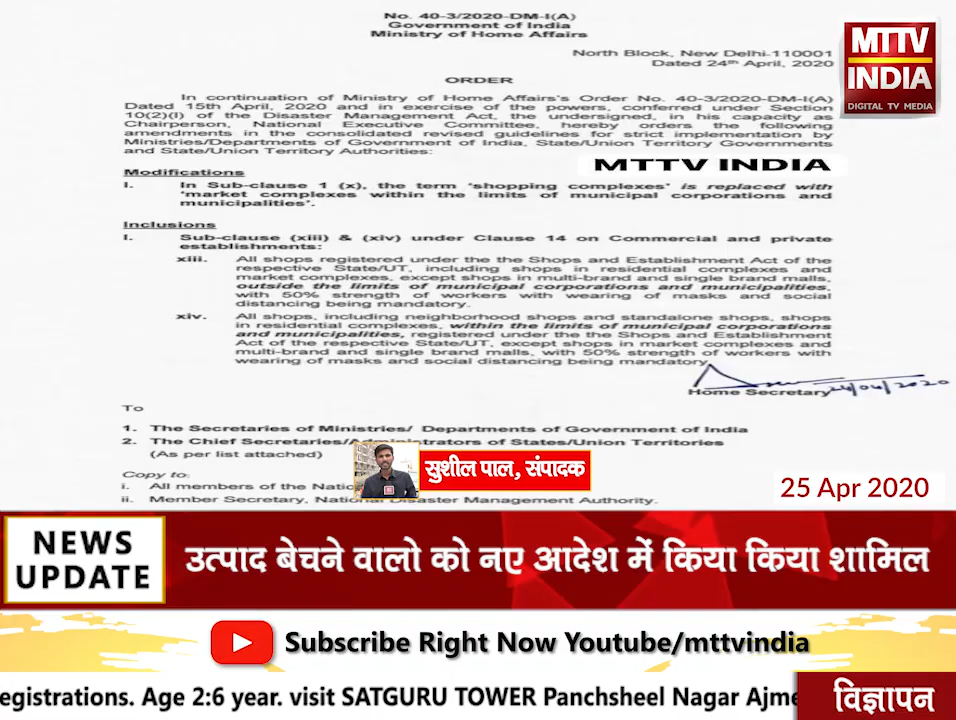 No. 40-3/2020-DM-I(A)
Government of India
Ministry of Home Affairs
North Block, New Delhi-110001
Dated 24th April, 2020
MTTV
INDIA
DIGITAL TV MEDIA
ORDER
In continuation of Ministry of Home Affairs's Order No. 40-3/2020-DM-I(A)
Dated 15th April, 2020 and in exercise of the powers, conferred under Section
10(2)(l) of the Disaster Management Act, the undersigned, in his capacity as
Chairperson, National Executive Committee, hereby orders the following
amendments in the consolidated revised guidelines for strict implementation by
Ministries/Departments of Government of India, State/Union Territory Governments
and State/Union Territory Authorities:
MTTV INDIA
Modifications
I. In Sub-clause 1 (x), the term 'shopping complexes' is replaced with
'market complexes within the limits of municipal corporations and
municipalities'.
Inclusions
I. Sub-clause (xiii) & (xiv) under Clause 14 on Commercial and private
establishments:
xiii. All shops registered under the the Shops and Establishment Act of the
respective State/UT, including shops in residential complexes and
market complexes, except shops in multi-brand and single brand malls,
outside the limits of municipal corporations and municipalities,
with 50% strength of workers with wearing of masks and social
distancing being mandatory.
xiv. All shops, including neighborhood shops and standalone shops, shops
in residential complexes, within the limits of municipal corporations
and municipalities, registered under the the Shops and Establishment
Act of the respective State/UT, except shops in market complexes and
multi-brand and single brand malls, with 50% strength of workers with
wearing of masks and social distancing being mandatory.
24/04/2020
Home Secretary
To
1. The Secretaries of Ministries/ Departments of Government of India
2. The Chief Secretaries/Administrators of States/Union Territories
(As per list attached)
Copy to:
i. All members of the Natio
ii. Member Secretary, National Disaster Management Authority.
सुशील पाल, संपादक
25 Apr 2020
NEWS
UPDATE
उत्पाद बेचने वालो को नए आदेश में किया किया शामिल
Subscribe Right Now Youtube/mttvindia
egistrations. Age 2:6 year. visit SATGURU TOWER Panchsheel Nagar Ajme
विज्ञापन